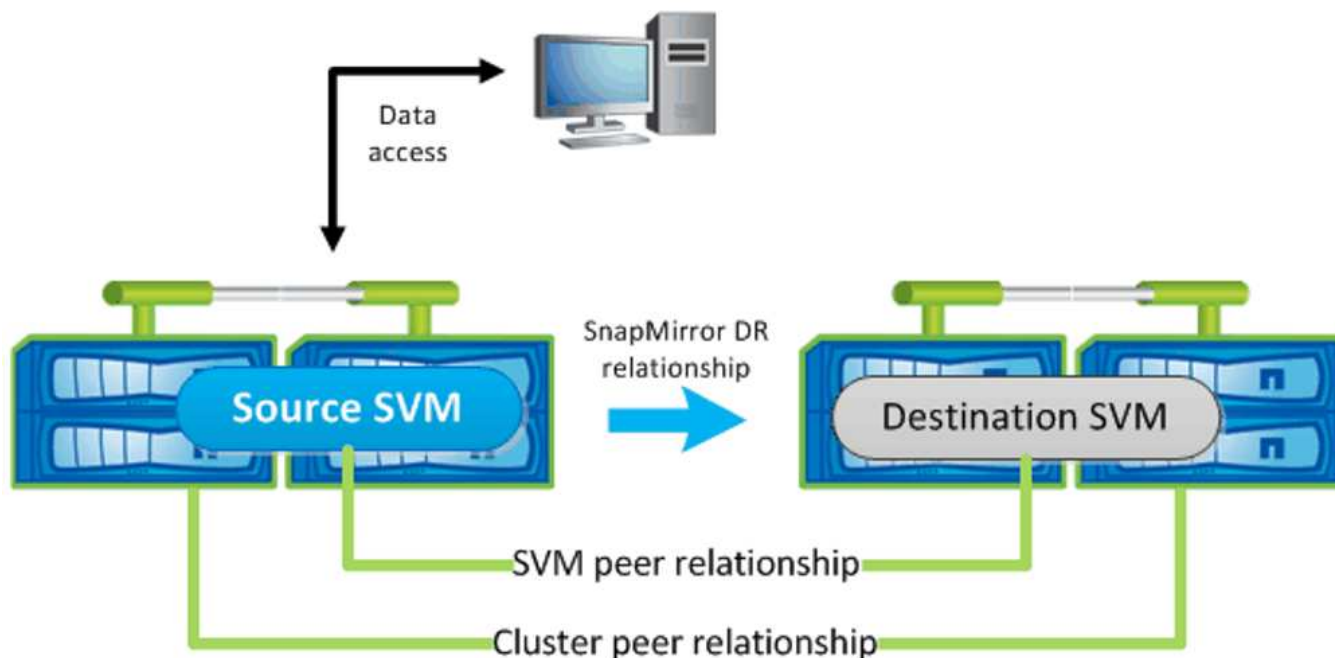 Data
access
SnapMirror DR
relationship
Source SVM
Destination SVM
SVM peer relationship
Cluster peer relationship